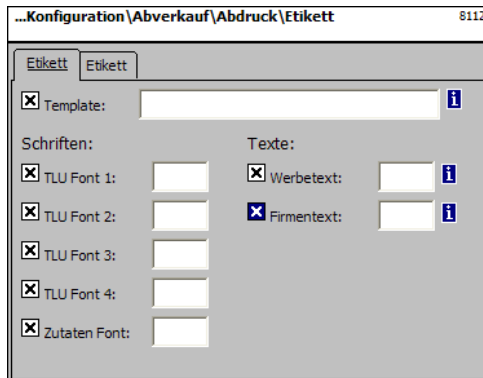 ...Konfiguration\Abverkauf\Abdruck\Etikett 8112
Etikett Etikett
Template: i
Schriften: Texte:
TLU Font 1: Werbetext: i
TLU Font 2: Firmentext: i
TLU Font 3:
TLU Font 4:
Zutaten Font: